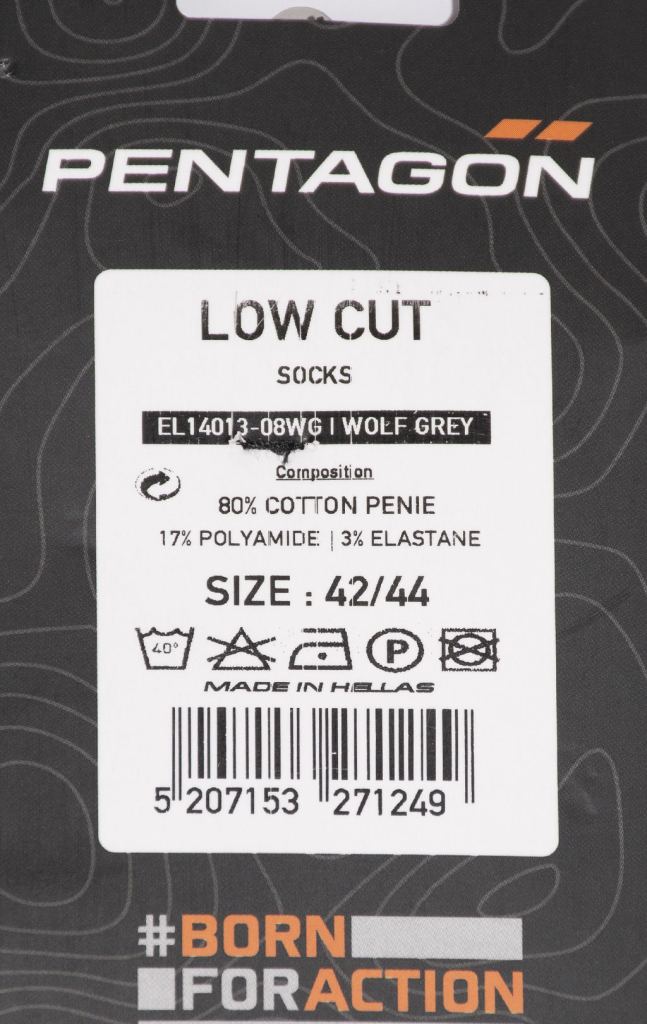 PENTAGON
LOW CUT
SOCKS
EL14013-08WG | WOLF GREY
Composition
80% COTTON PENIE
17% POLYAMIDE | 3% ELASTANE
SIZE : 42/44
40° P
MADE IN HELLAS
5 207153 271249
#BORN
FORACTION